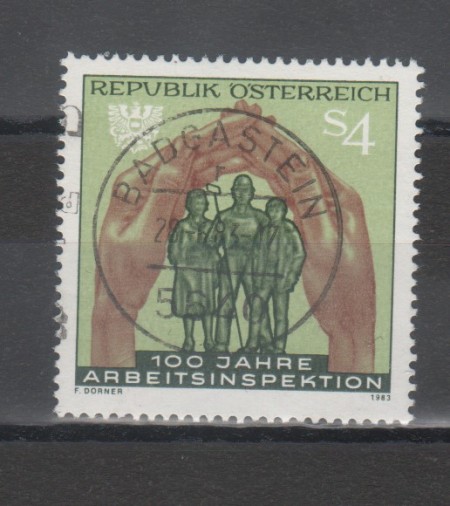 REPUBLIK ÖSTERREICH
S4
BADGASTEIN
100 JAHRE
ARBEITSINSPEKTION
F. DORNER
1983